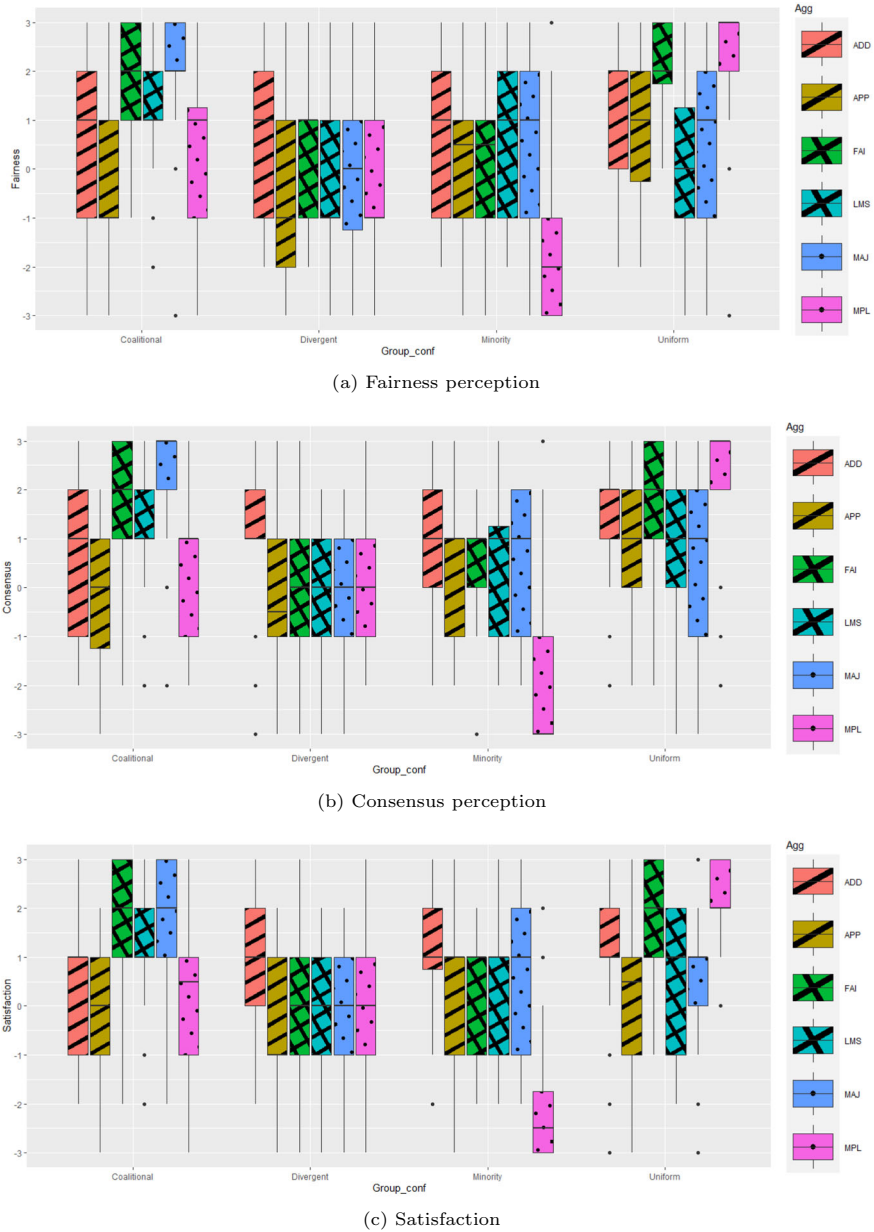 Fairness
3
2
1
0
-1
-2
-3
Coalitional Divergent Minority Uniform
Group_conf
Agg
ADD
APP
FAI
LMS
MAJ
MPL
(a) Fairness perception
Consensus
3
2
1
0
-1
-2
-3
Coalitional Divergent Minority Uniform
Group_conf
Agg
ADD
APP
FAI
LMS
MAJ
MPL
(b) Consensus perception
Satisfaction
3
2
1
0
-1
-2
-3
Coalitional Divergent Minority Uniform
Group_conf
Agg
ADD
APP
FAI
LMS
MAJ
MPL
(c) Satisfaction